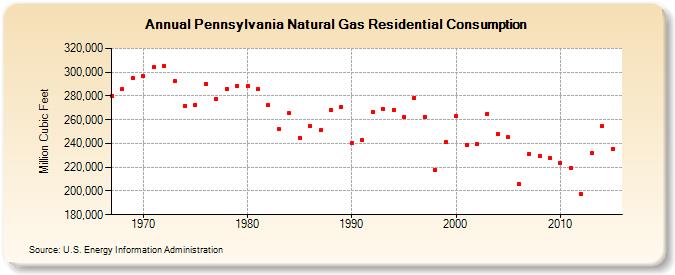 Annual Pennsylvania Natural Gas Residential Consumption
Million Cubic Feet
320,000
300,000
280,000
260,000
240,000
220,000
200,000
180,000
1970 1980 1990 2000 2010
Source: U.S. Energy Information Administration